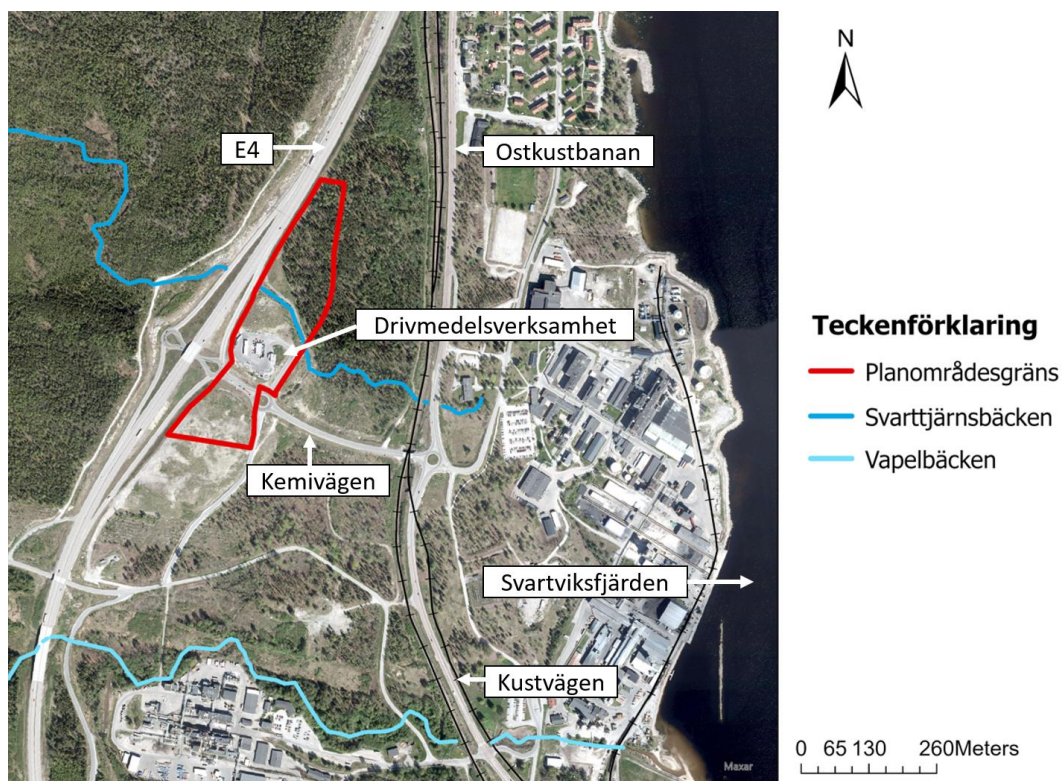 E4
Ostkustbanan
Drivmedelsverksamhet
Kemivägen
Svartviksfjärden
Kustvägen
Maxar
N
Teckenförklaring
Planområdesgräns
Svarttjärnsbäcken
Vapelbäcken
0 65 130 260Meters